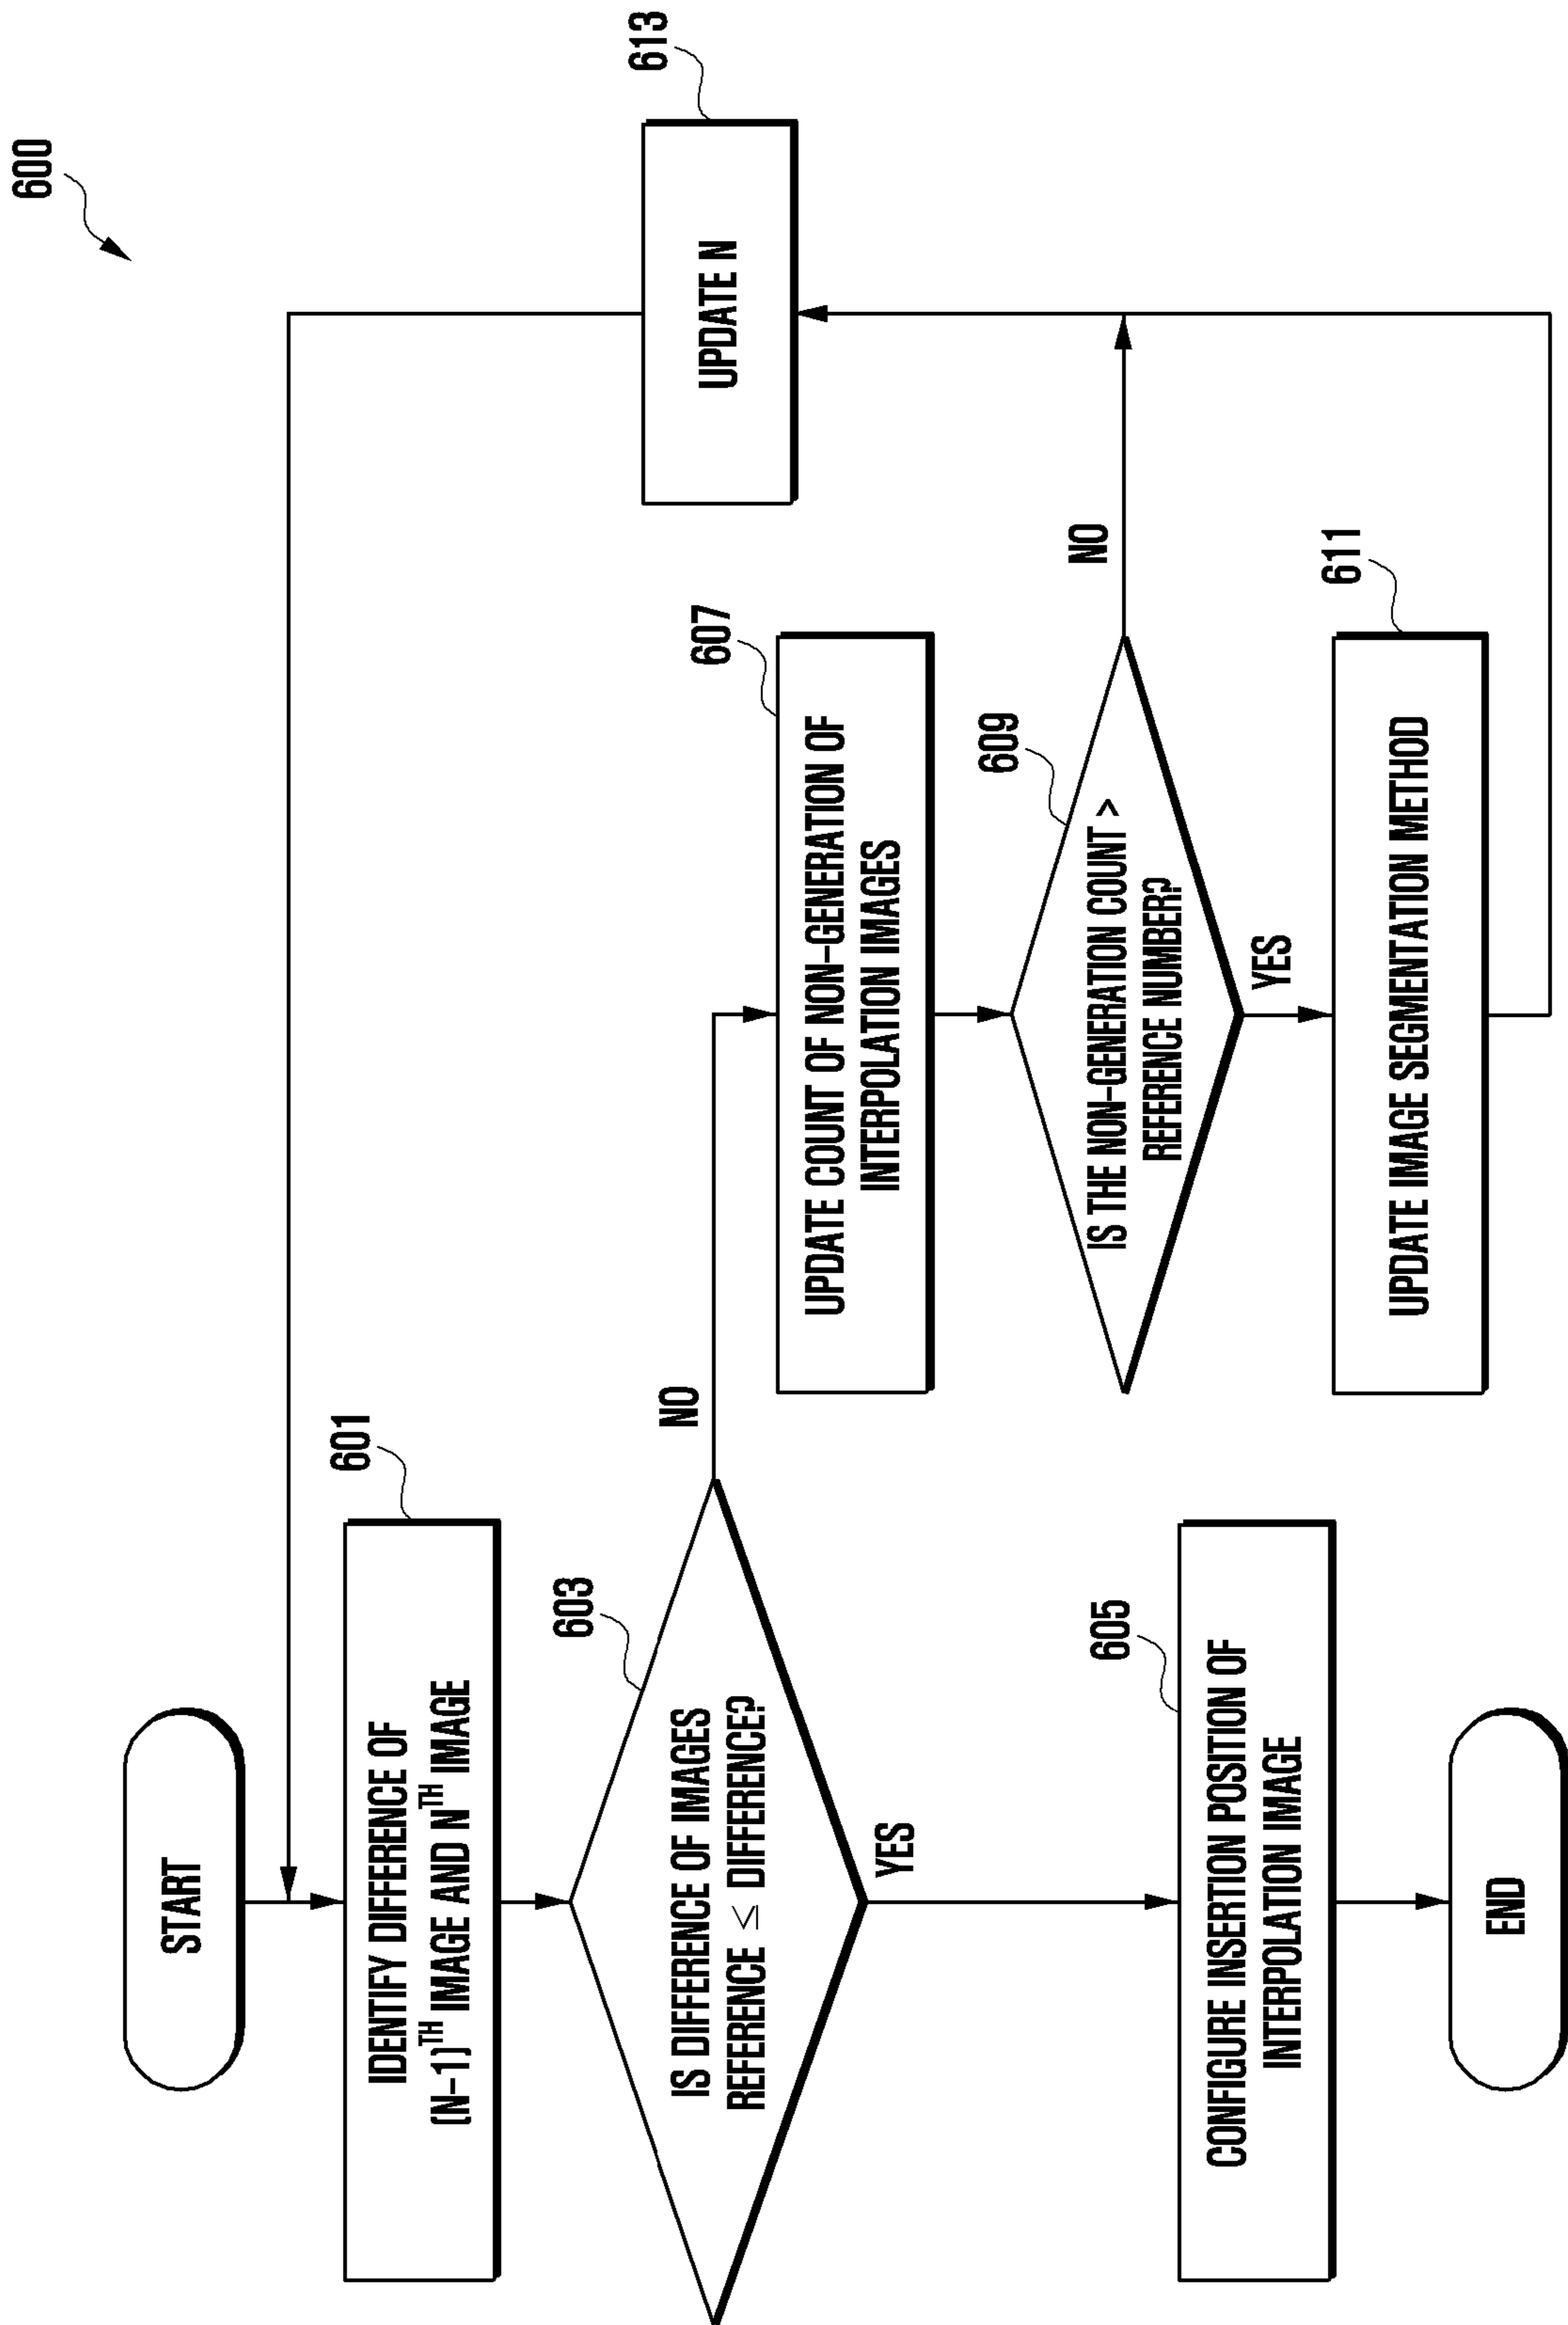 600
START
601
IDENTIFY DIFFERENCE OF
(N-1)TH IMAGE AND NTH IMAGE
603
IS DIFFERENCE OF IMAGES
REFERENCE ≤ DIFFERENCE?
NO
YES
605
CONFIGURE INSERTION POSITION OF
INTERPOLATION IMAGE
END
607
UPDATE COUNT OF NON-GENERATION OF
INTERPOLATION IMAGES
609
IS THE NON-GENERATION COUNT >
REFERENCE NUMBER?
NO
YES
611
UPDATE IMAGE SEGMENTATION METHOD
613
UPDATE N